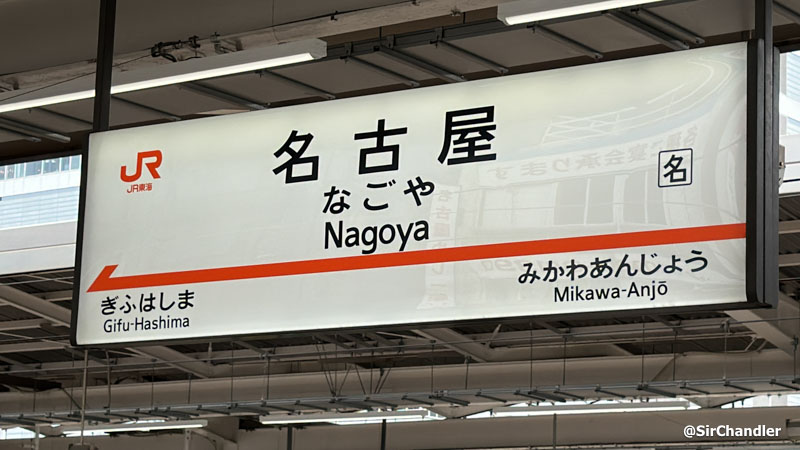 JR
JR東海
名古屋
なごや
Nagoya
名
ぎふはしま
Gifu-Hashima
みかわあんじょう
Mikawa-Anjō
@SirChandler